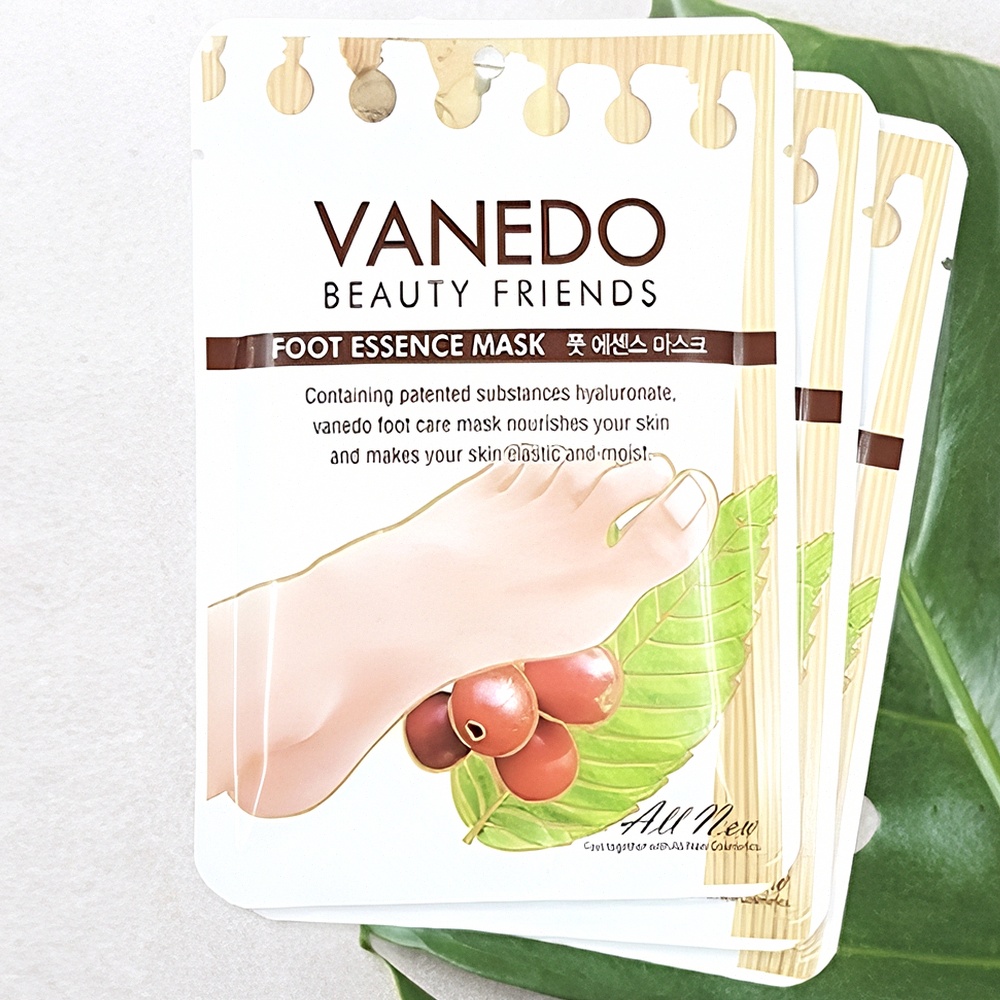 VANEDO
BEAUTY FRIENDS
FOOT ESSENCE MASK 풋 에센스 마스크
Containing patented substances hyaluronate,
vanedo foot care mask nourishes your skin
and makes your skin elastic and moist.
All New